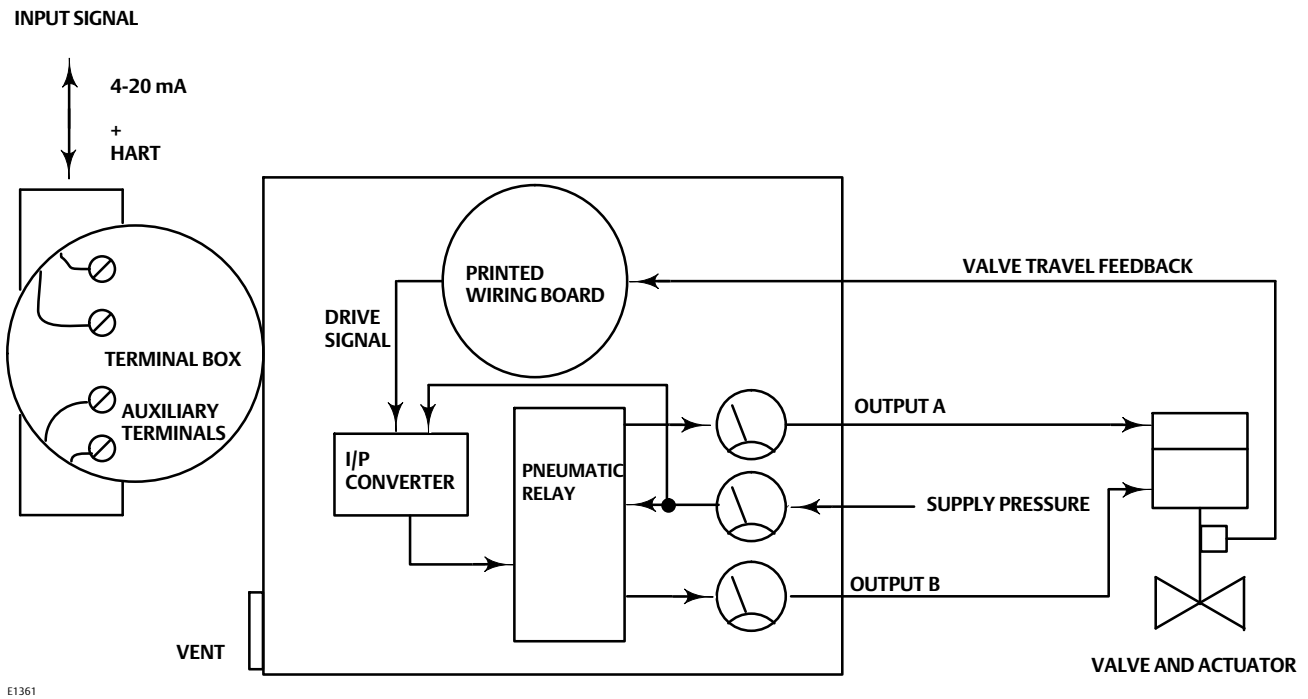 INPUT SIGNAL
4-20 mA
+
HART
PRINTED
WIRING BOARD
VALVE TRAVEL FEEDBACK
DRIVE
SIGNAL
TERMINAL BOX
AUXILIARY
TERMINALS
I/P
CONVERTER
PNEUMATIC
RELAY
OUTPUT A
SUPPLY PRESSURE
OUTPUT B
VENT
VALVE AND ACTUATOR
E1361